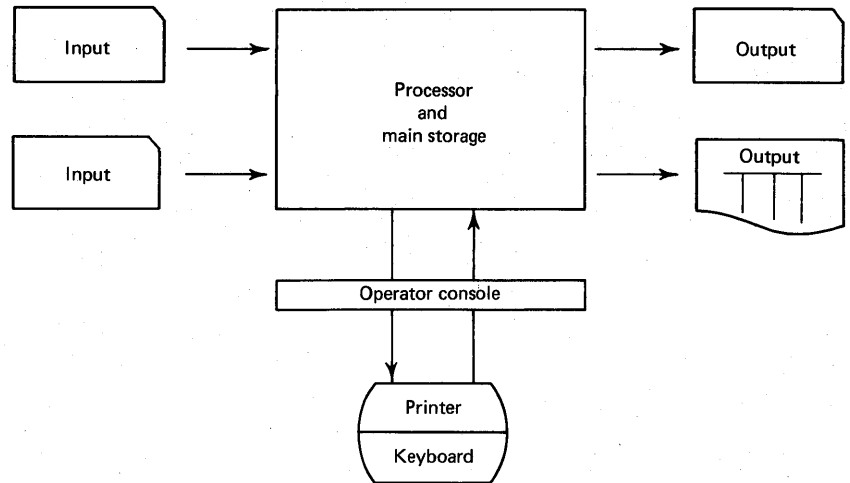 Input
Output
Processor
and
main storage
Input
Output
Operator console
Printer
Keyboard